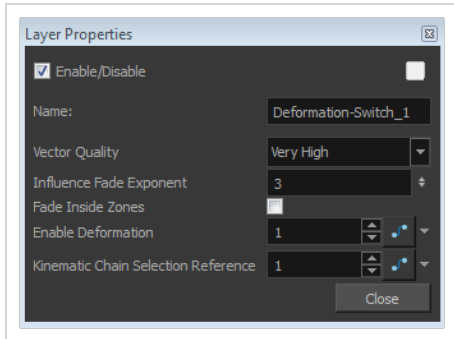 Layer Properties
Enable/Disable
Name: Deformation-Switch_1
Vector Quality Very High
Influence Fade Exponent 3
Fade Inside Zones
Enable Deformation 1
Kinematic Chain Selection Reference 1
Close